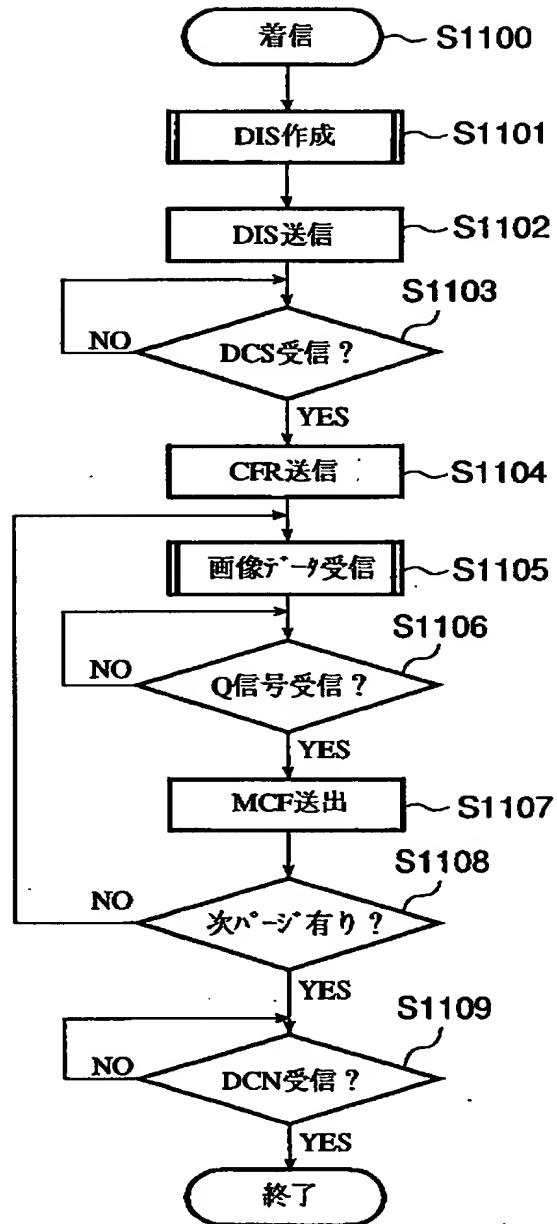 着信
S1100
DIS作成
S1101
DIS送信
S1102
S1103
NO
DCS受信？
YES
CFR送信
S1104
画像データ受信
S1105
S1106
NO
Q信号受信？
YES
MCF送出
S1107
S1108
NO
次ページ有り？
YES
S1109
NO
DCN受信？
YES
終了